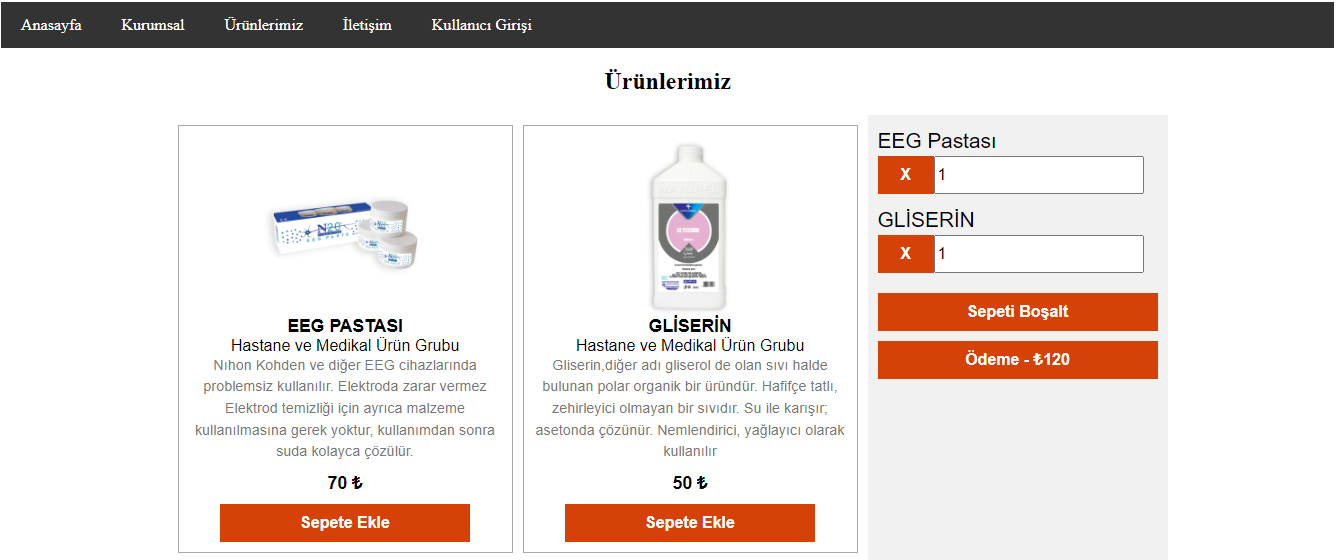 Anasayfa Kurumsal Ürünlerimiz İletişim Kullanıcı Girişi
Ürünlerimiz
N20
EEG PASTE
EEG PASTASI
Hastane ve Medikal Ürün Grubu
Nıhon Kohden ve diğer EEG cihazlarında
problemsiz kullanılır. Elektroda zarar vermez
Elektrod temizliği için ayrıca malzeme
kullanılmasına gerek yoktur, kullanımdan sonra
suda kolayca çözülür.
70 ₺
Sepete Ekle
GLİSERİN
Hastane ve Medikal Ürün Grubu
Gliserin,diğer adı gliserol de olan sıvı halde
bulunan polar organik bir üründür. Hafifçe tatlı,
zehirleyici olmayan bir sıvıdır. Su ile karışır;
asetonda çözünür. Nemlendirici, yağlayıcı olarak
kullanılır
50 ₺
Sepete Ekle
EEG Pastası
X 1
GLİSERİN
X 1
Sepeti Boşalt
Ödeme - ₺120